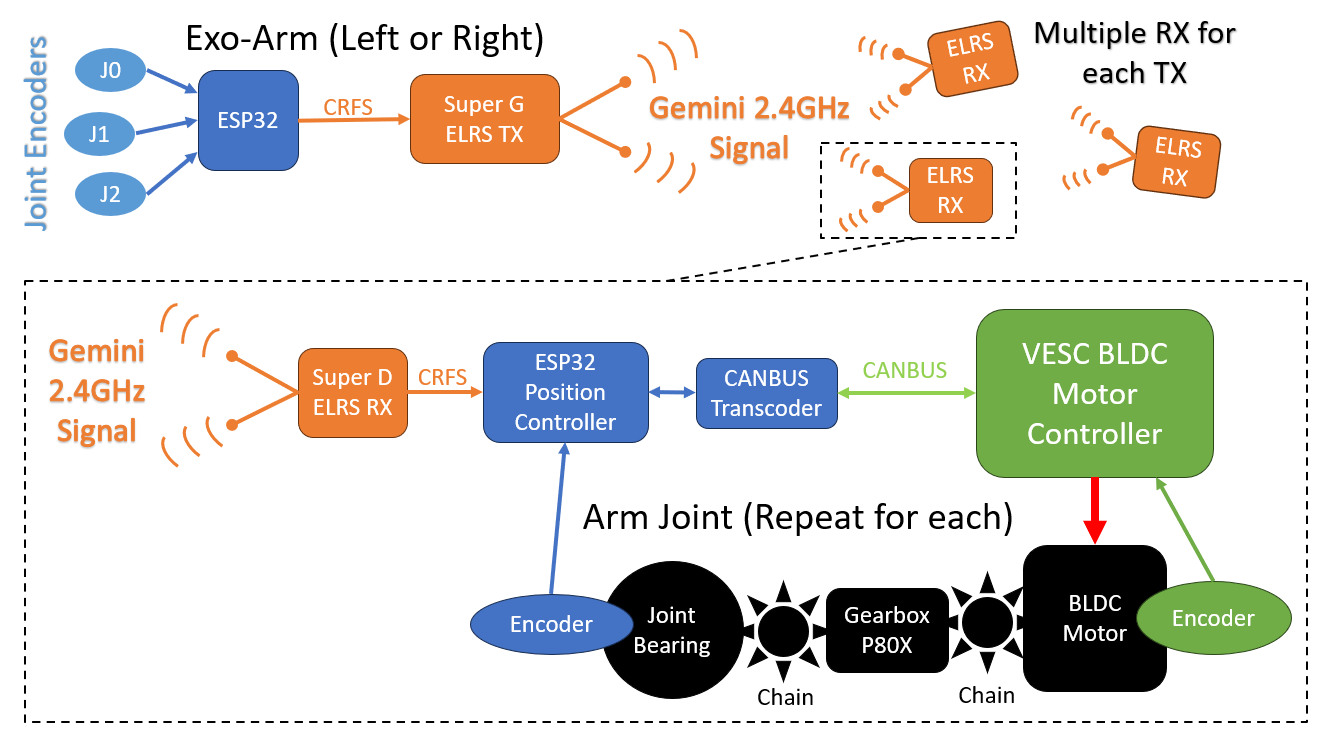 Exo-Arm (Left or Right)
Joint Encoders
J0
J1
J2
ESP32
CRFS
Super G
ELRS TX
Gemini 2.4GHz
Signal
ELRS
RX
Multiple RX for
each TX
ELRS
RX
ELRS
RX
Gemini
2.4GHz
Signal
Super D
ELRS RX
CRFS
ESP32
Position
Controller
CANBUS
Transcoder
CANBUS
VESC BLDC
Motor
Controller
Arm Joint (Repeat for each)
Encoder
Joint
Bearing
Chain
Gearbox
P80X
Chain
BLDC
Motor
Encoder